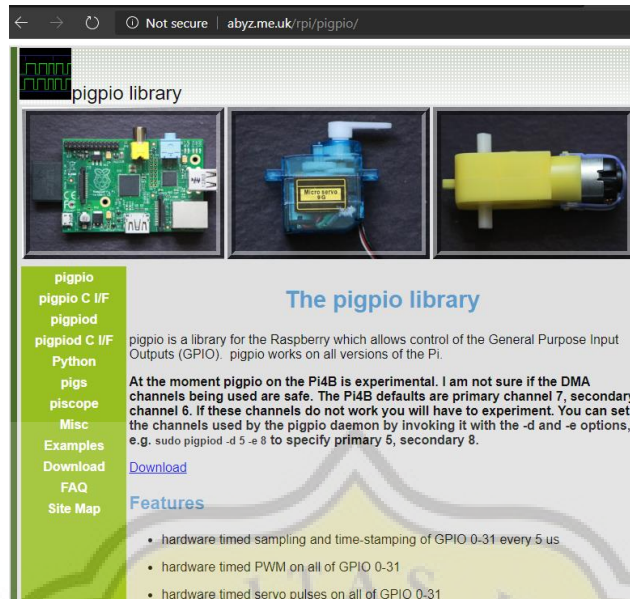 Not secure abyz.me.uk/rpi/pigpio/
pigpio library
Micro servo
9G
pigpio
pigpio C I/F
pigpiod
pigpiod C I/F
Python
pigs
piscope
Misc
Examples
Download
FAQ
Site Map
The pigpio library
pigpio is a library for the Raspberry which allows control of the General Purpose Input
Outputs (GPIO).  pigpio works on all versions of the Pi.
At the moment pigpio on the Pi4B is experimental. I am not sure if the DMA
channels being used are safe. The Pi4B defaults are primary channel 7, secondary
channel 6. If these channels do not work you will have to experiment. You can set
the channels used by the pigpio daemon by invoking it with the -d and -e options,
e.g. sudo pigpiod -d 5 -e 8 to specify primary 5, secondary 8.
Download
Features
• hardware timed sampling and time-stamping of GPIO 0-31 every 5 us
• hardware timed PWM on all of GPIO 0-31
• hardware timed servo pulses on all of GPIO 0-31
ITAS